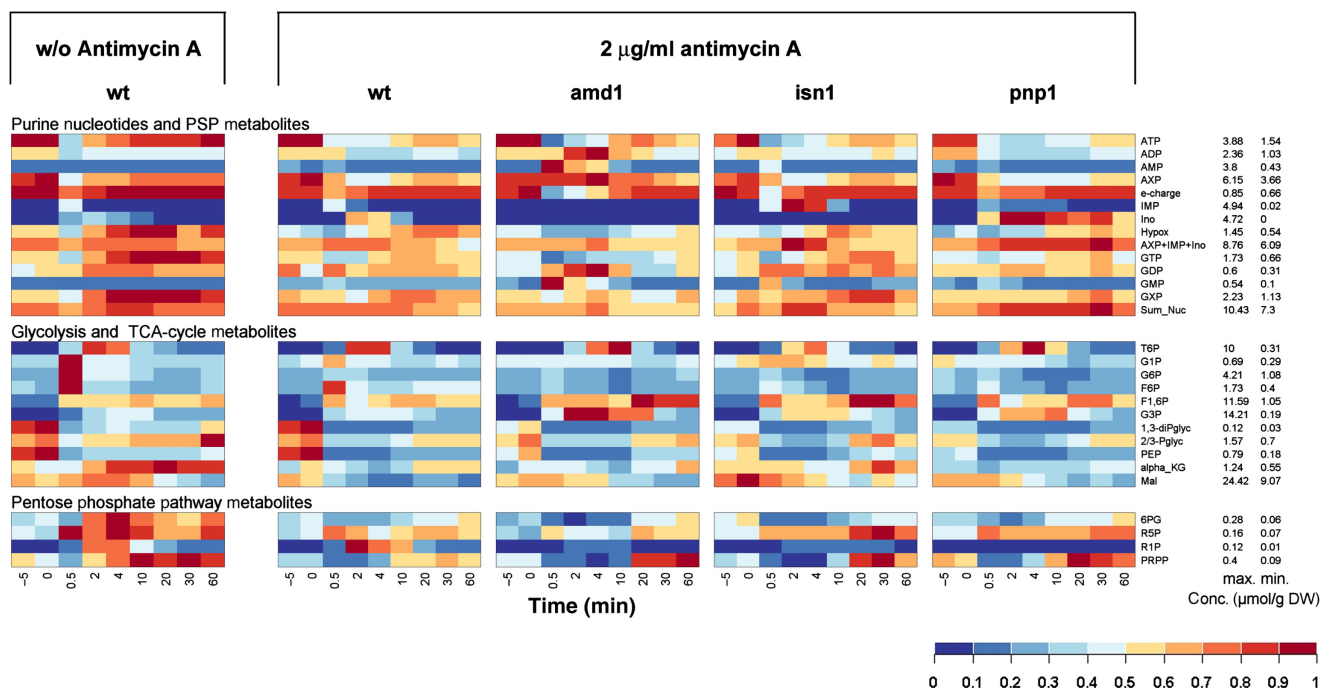 w/o Antimycin A
2 µg/ml antimycin A
wt
wt
amd1
isn1
pnp1
Purine nucleotides and PSP metabolites
ATP 3.88 1.54
ADP 2.36 1.03
AMP 3.8 0.43
AXP 6.15 3.66
e-charge 0.85 0.66
IMP 4.94 0.02
Ino 4.72 0
Hypox 1.45 0.54
AXP+IMP+Ino 8.76 6.09
GTP 1.73 0.66
GDP 0.6 0.31
GMP 0.54 0.1
GXP 2.23 1.13
Sum_Nuc 10.43 7.3
Glycolysis and TCA-cycle metabolites
T6P 10 0.31
G1P 0.69 0.29
G6P 4.21 1.08
F6P 1.73 0.4
F1,6P 11.59 1.05
G3P 14.21 0.19
1,3-diPglyc 0.12 0.03
2/3-Pglyc 1.57 0.7
PEP 0.79 0.18
alpha_KG 1.24 0.55
Mal 24.42 9.07
Pentose phosphate pathway metabolites
6PG 0.28 0.06
R5P 0.16 0.07
R1P 0.12 0.01
PRPP 0.4 0.09
-5 0 0.5 2 4 10 20 30 60
-5 0 0.5 2 4 10 20 30 60
-5 0 0.5 2 4 10 20 30 60
-5 0 0.5 2 4 10 20 30 60
-5 0 0.5 2 4 10 20 30 60
max. min.
Time (min)
Conc. (µmol/g DW)
0 0.1 0.2 0.3 0.4 0.5 0.6 0.7 0.8 0.9 1